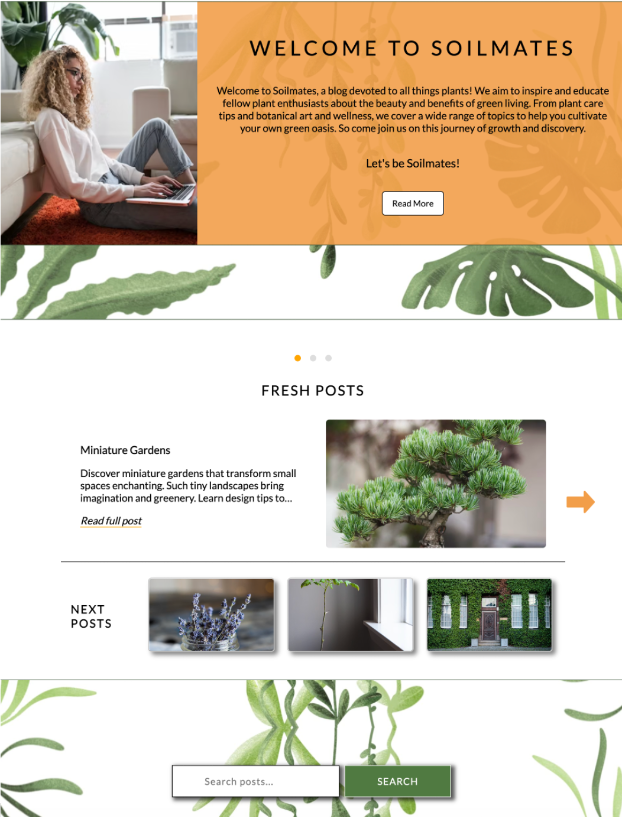 WELCOME TO SOILMATES
Welcome to Soilmates, a blog devoted to all things plants! We aim to inspire and educate
fellow plant enthusiasts about the beauty and benefits of green living. From plant care
tips and botanical art and wellness, we cover a wide range of topics to help you cultivate
your own green oasis. So come join us on this journey of growth and discovery.
Let's be Soilmates!
Read More
FRESH POSTS
Miniature Gardens
Discover miniature gardens that transform small
spaces enchanting. Such tiny landscapes bring
imagination and greenery. Learn design tips to...
Read full post
NEXT
POSTS
Search posts...
SEARCH